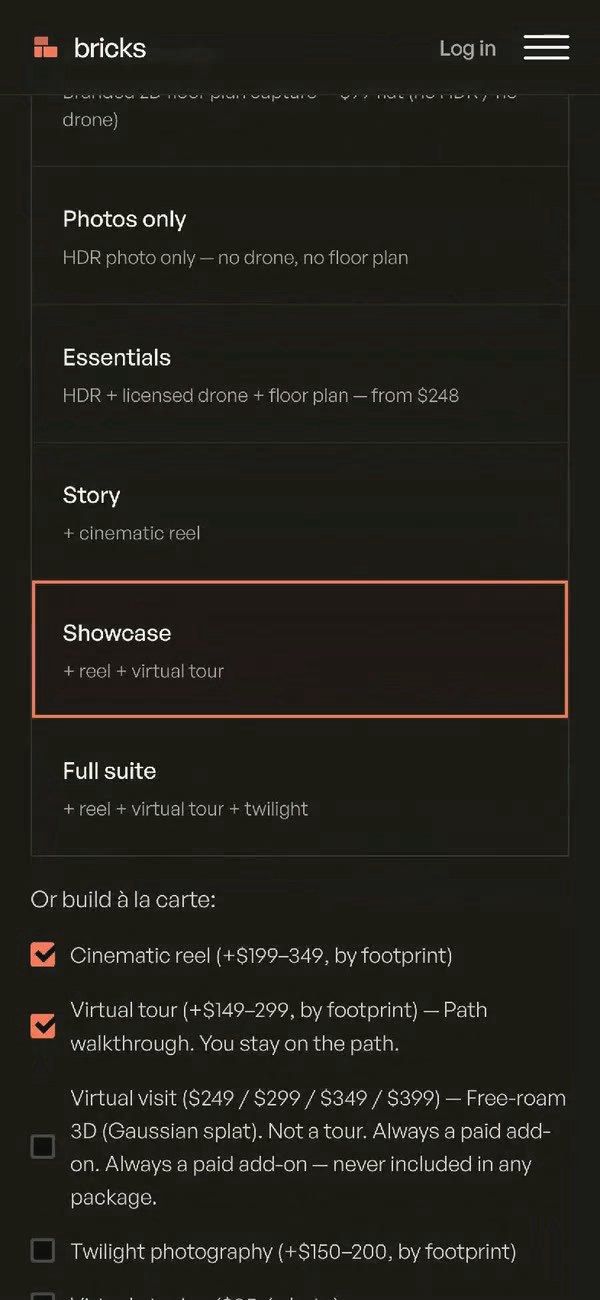 bricks
Log in
drone)
Photos only
HDR photo only — no drone, no floor plan
Essentials
HDR + licensed drone + floor plan — from $248
Story
+ cinematic reel
Showcase
+ reel + virtual tour
Full suite
+ reel + virtual tour + twilight
Or build à la carte:
Cinematic reel (+$199–349, by footprint)
Virtual tour (+$149–299, by footprint) — Path
walkthrough. You stay on the path.
Virtual visit ($249 / $299 / $349 / $399) — Free-roam
3D (Gaussian splat). Not a tour. Always a paid add-
on. Always a paid add-on — never included in any
package.
Twilight photography (+$150–200, by footprint)